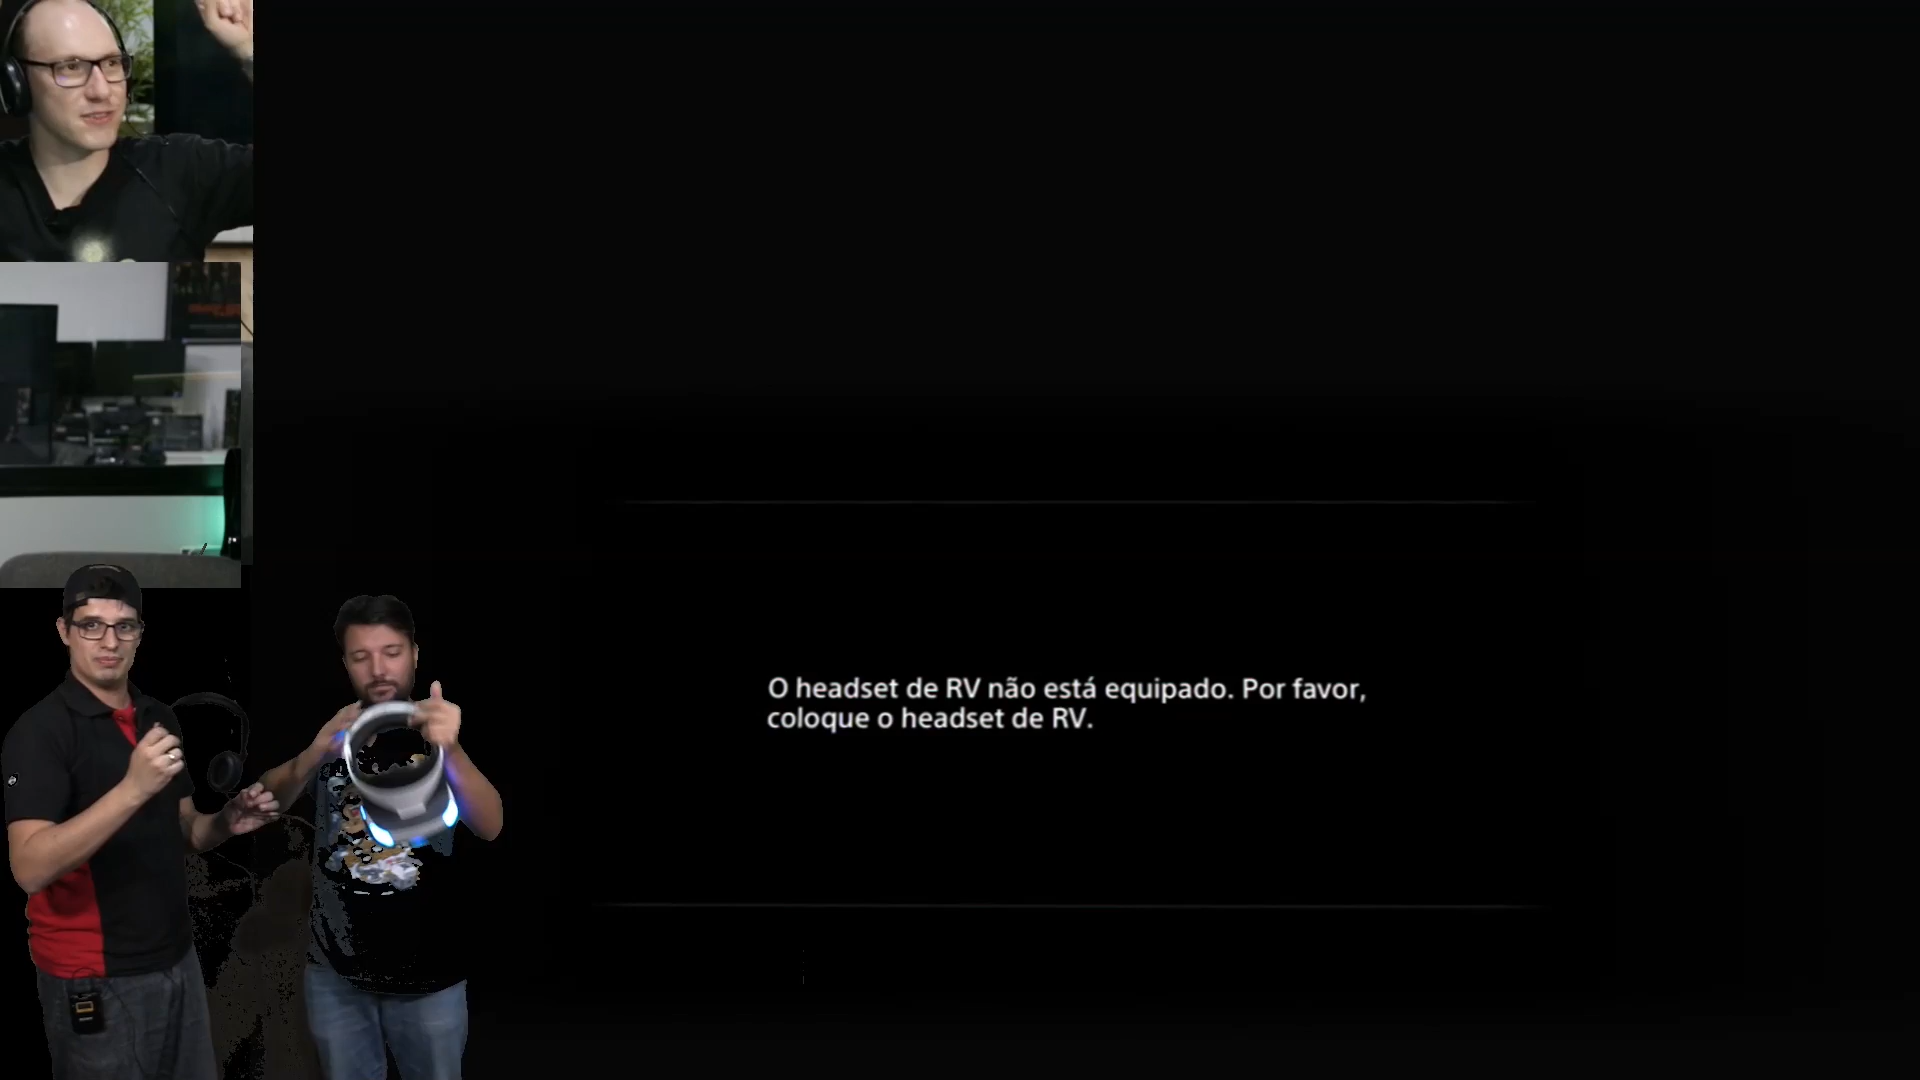 O headset de RV não está equipado. Por favor,
coloque o headset de RV.